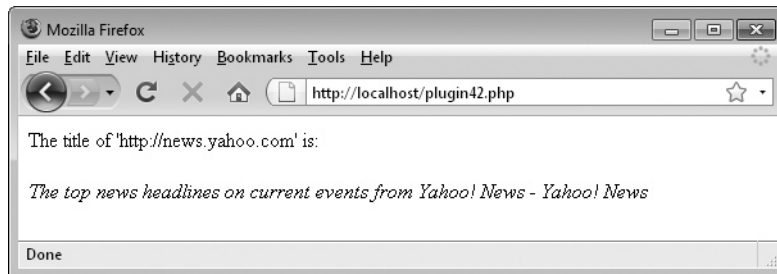 Mozilla Firefox
File Edit View History Bookmarks Tools Help
http://localhost/plugin42.php
The title of 'http://news.yahoo.com' is:
The top news headlines on current events from Yahoo! News - Yahoo! News
Done